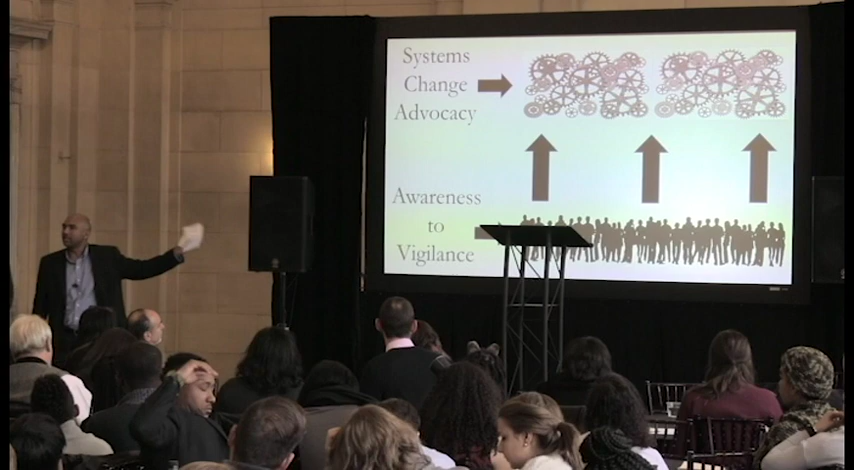 Systems
Change
Advocacy
Awareness
to
Vigilance